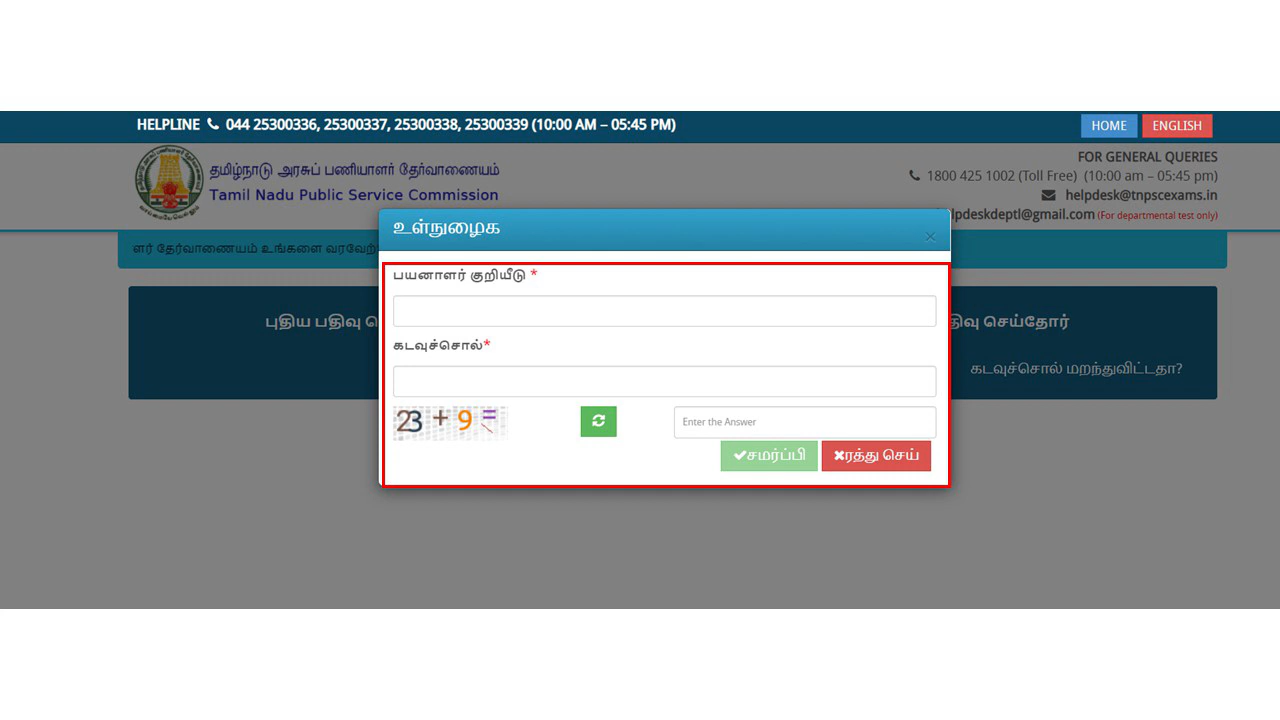 HELPLINE 044 25300336, 25300337, 25300338, 25300339 (10:00 AM – 05:45 PM)
HOME ENGLISH
தமிழ்நாடு அரசுப் பணியாளர் தேர்வாணையம்
Tamil Nadu Public Service Commission
FOR GENERAL QUERIES
1800 425 1002 (Toll Free) (10:00 am – 05:45 pm)
helpdesk@tnpscexams.in
lpdeskdeptl@gmail.com (For departmental test only)
உள்நுழைக
×
ளர் தேர்வாணையம் உங்களை வரவேற்
பயனாளர் குறியீடு *
புதிய பதிவு
திவு செய்தோர்
கடவுச்சொல்*
கடவுச்சொல் மறந்துவிட்டதா?
23 + 9 =
Enter the Answer
சமர்ப்பி ரத்து செய்